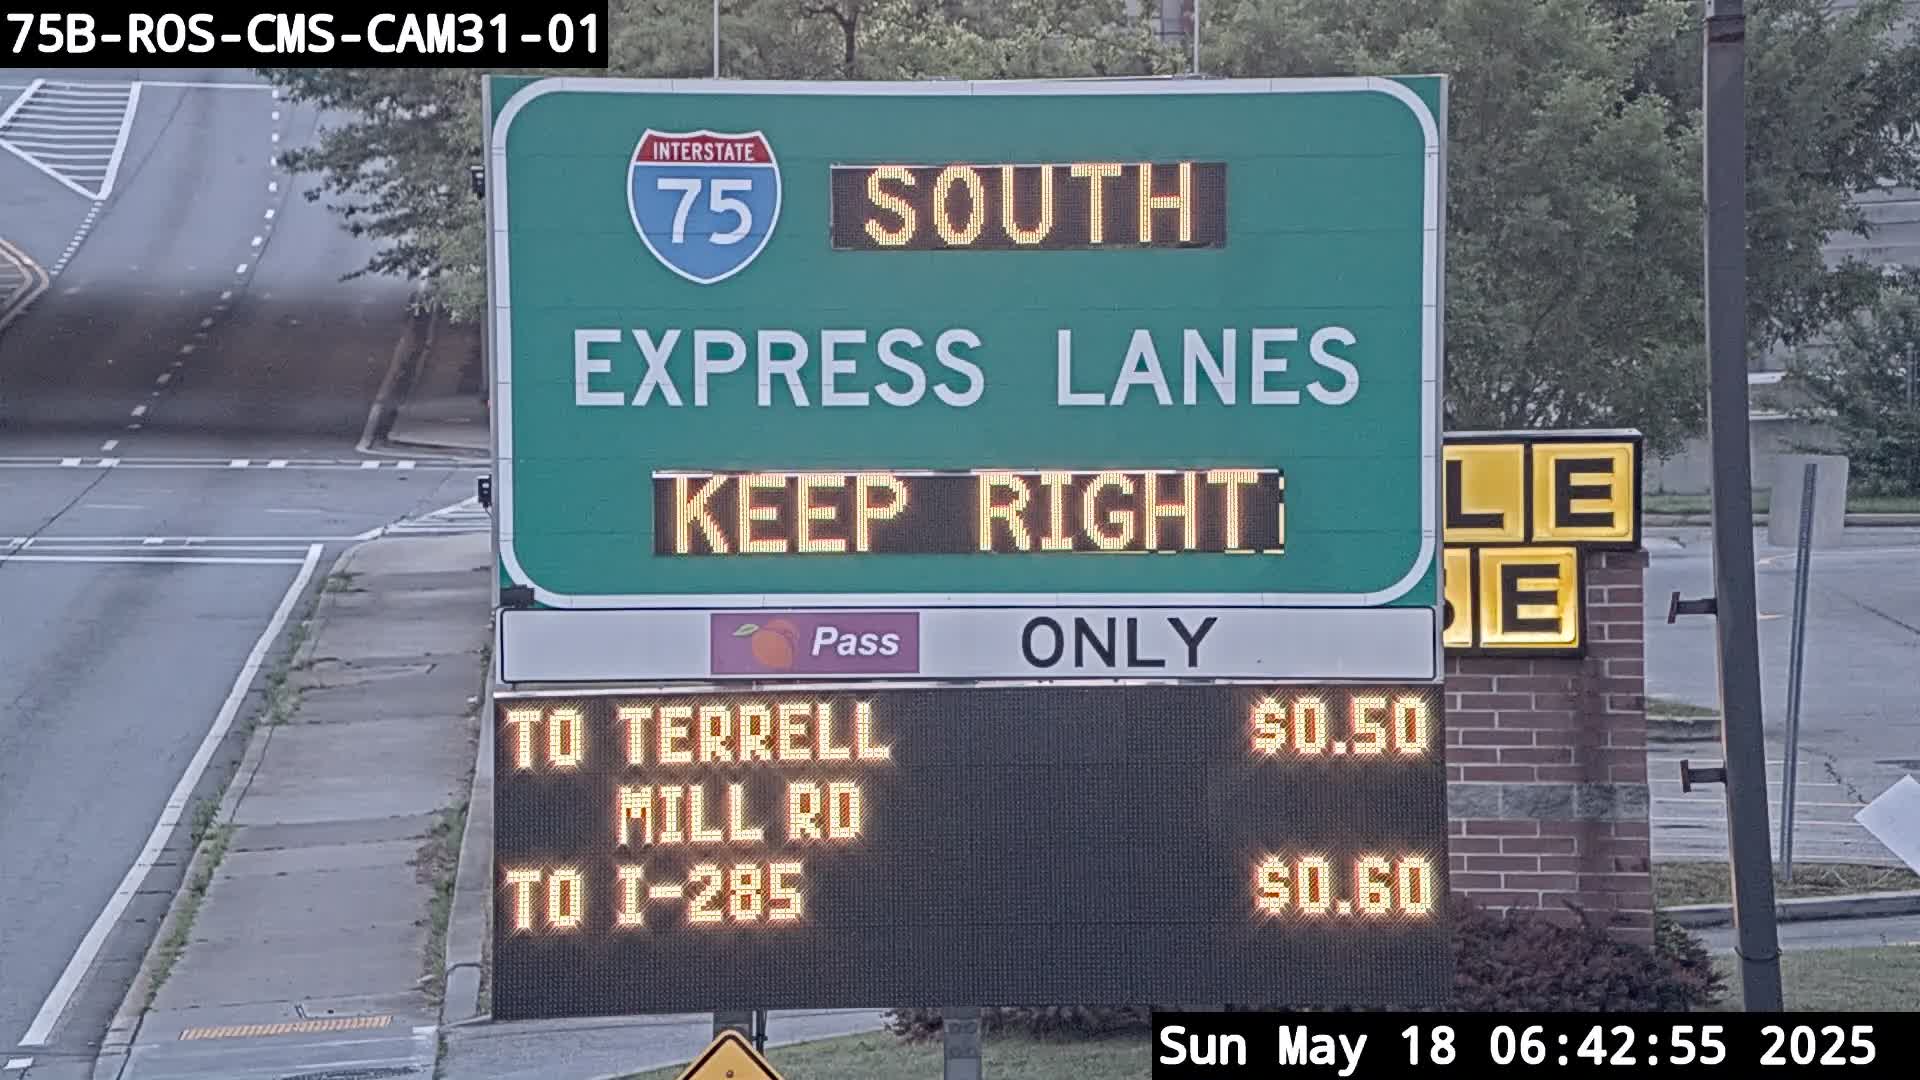 75B-ROS-CMS-CAM31-01
INTERSTATE
75
SOUTH
EXPRESS LANES
KEEP RIGHT
Pass ONLY
TO TERRELL $0.50
MILL RD
TO I-285 $0.60
LE
E
Sun May 18 06:42:55 2025